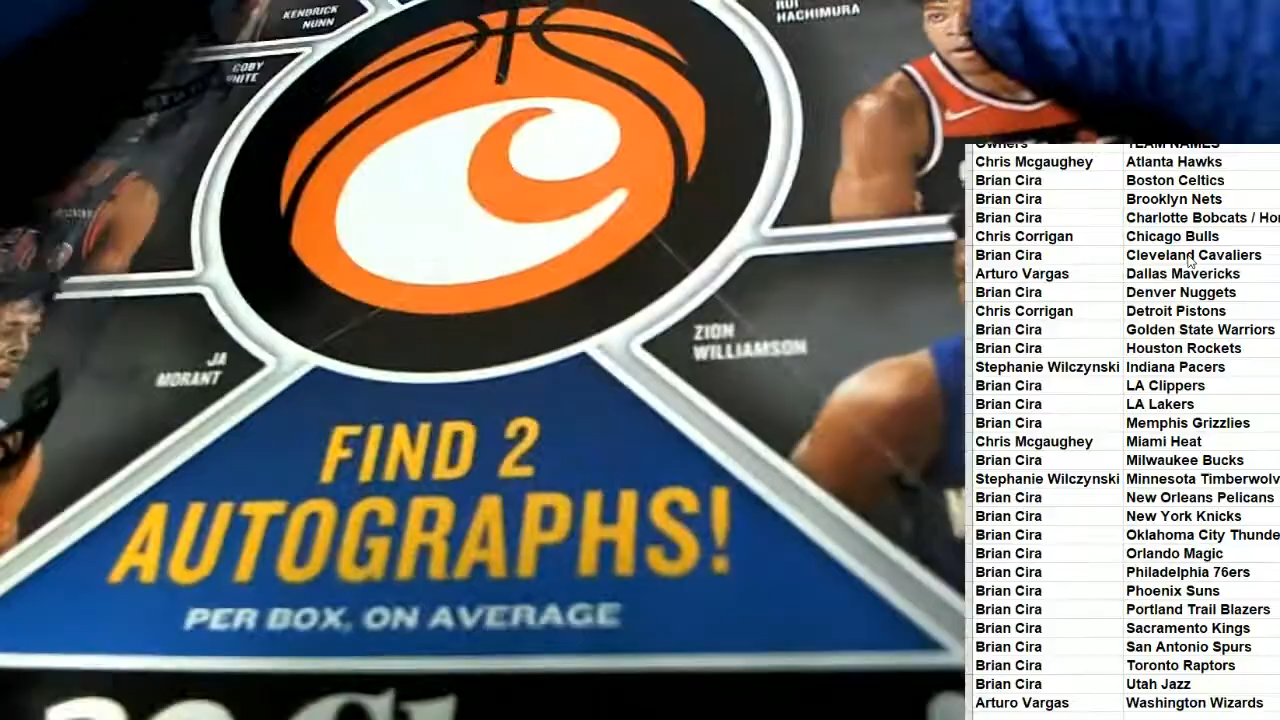 KENDRICK
NUNN
COBY
WHITE
RUI
HACHIMURA
JA
MORANT
ZION
WILLIAMSON
FIND 2
AUTOGRAPHS!
PER BOX, ON AVERAGE
Owners TEAM NAMES
Chris Mcgaughey Atlanta Hawks
Brian Cira Boston Celtics
Brian Cira Brooklyn Nets
Brian Cira Charlotte Bobcats / Ho
Chris Corrigan Chicago Bulls
Brian Cira Cleveland Cavaliers
Arturo Vargas Dallas Mavericks
Brian Cira Denver Nuggets
Chris Corrigan Detroit Pistons
Brian Cira Golden State Warriors
Brian Cira Houston Rockets
Stephanie Wilczynski Indiana Pacers
Brian Cira LA Clippers
Brian Cira LA Lakers
Brian Cira Memphis Grizzlies
Chris Mcgaughey Miami Heat
Brian Cira Milwaukee Bucks
Stephanie Wilczynski Minnesota Timberwolv
Brian Cira New Orleans Pelicans
Brian Cira New York Knicks
Brian Cira Oklahoma City Thunde
Brian Cira Orlando Magic
Brian Cira Philadelphia 76ers
Brian Cira Phoenix Suns
Brian Cira Portland Trail Blazers
Brian Cira Sacramento Kings
Brian Cira San Antonio Spurs
Brian Cira Toronto Raptors
Brian Cira Utah Jazz
Arturo Vargas Washington Wizards